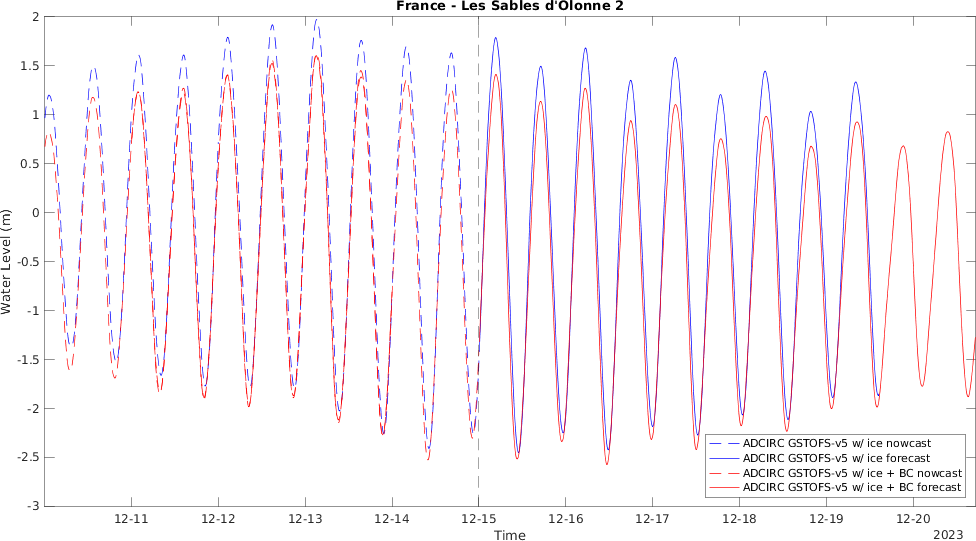 France - Les Sables d'Olonne 2
2
1.5
1
0.5
0
-0.5
-1
-1.5
-2
-2.5
-3
Water Level (m)
12-11 12-12 12-13 12-14 12-15 12-16 12-17 12-18 12-19 12-20
Time
2023
ADCIRC GSTOFS-v5 w/ ice nowcast
ADCIRC GSTOFS-v5 w/ ice forecast
ADCIRC GSTOFS-v5 w/ ice + BC nowcast
ADCIRC GSTOFS-v5 w/ ice + BC forecast